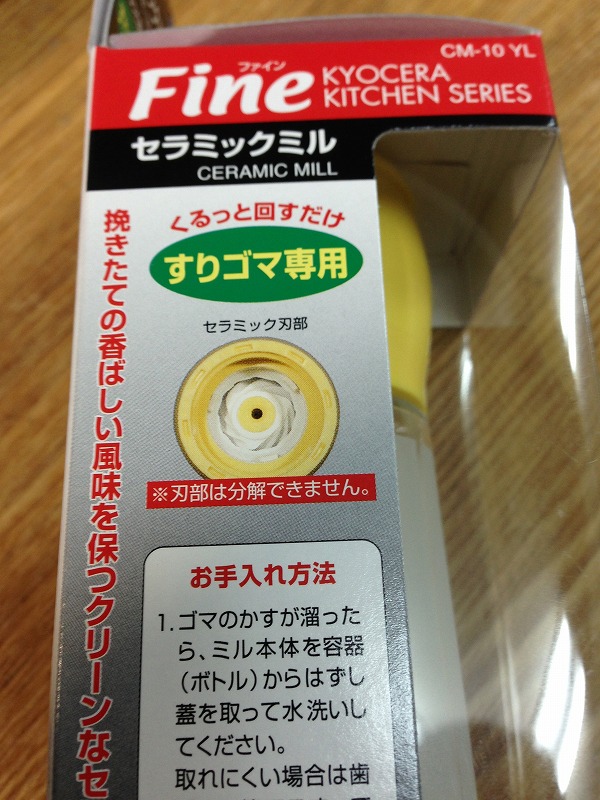 CM-10 YL
ファイン
Fine KYOCERA
KITCHEN SERIES
セラミックミル
CERAMIC MILL
くるっと回すだけ
すりゴマ専用
セラミック刃部
※刃部は分解できません。
挽きたての香ばしい風味を保つクリーンなセ
お手入れ方法
1.ゴマのかすが溜った
ら、ミル本体を容器
(ボトル)からはずし
蓋を取って水洗いし
てください。
取れにくい場合は歯